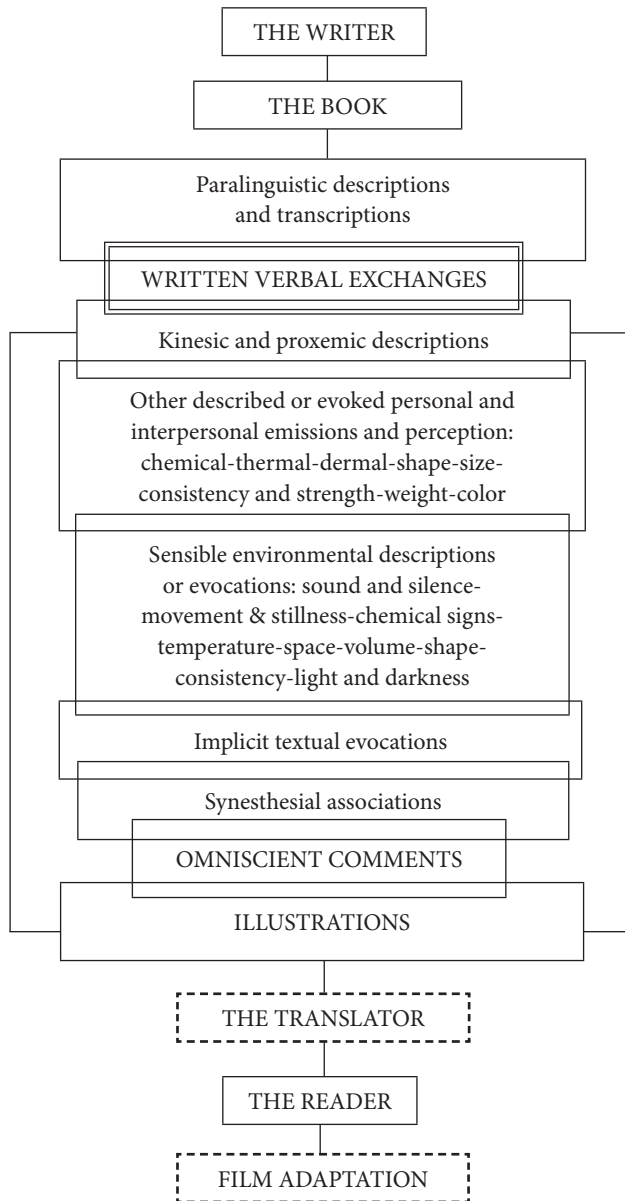 THE WRITER
THE BOOK
Paralinguistic descriptions
and transcriptions
WRITTEN VERBAL EXCHANGES
Kinesic and proxemic descriptions
Other described or evoked personal and
interpersonal emissions and perception:
chemical-thermal-dermal-shape-size-
consistency and strength-weight-color
Sensible environmental descriptions
or evocations: sound and silence-
movement & stillness-chemical signs-
temperature-space-volume-shape-
consistency-light and darkness
Implicit textual evocations
Synesthesial associations
OMNISCIENT COMMENTS
ILLUSTRATIONS
THE TRANSLATOR
THE READER
FILM ADAPTATION